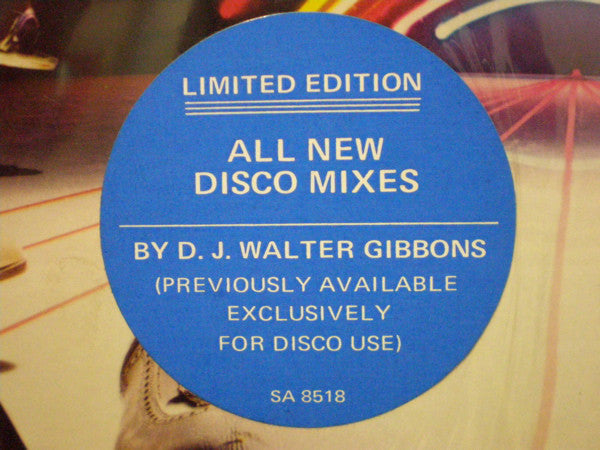 LIMITED EDITION
ALL NEW
DISCO MIXES
BY D. J. WALTER GIBBONS
(PREVIOUSLY AVAILABLE
EXCLUSIVELY
FOR DISCO USE)
SA 8518